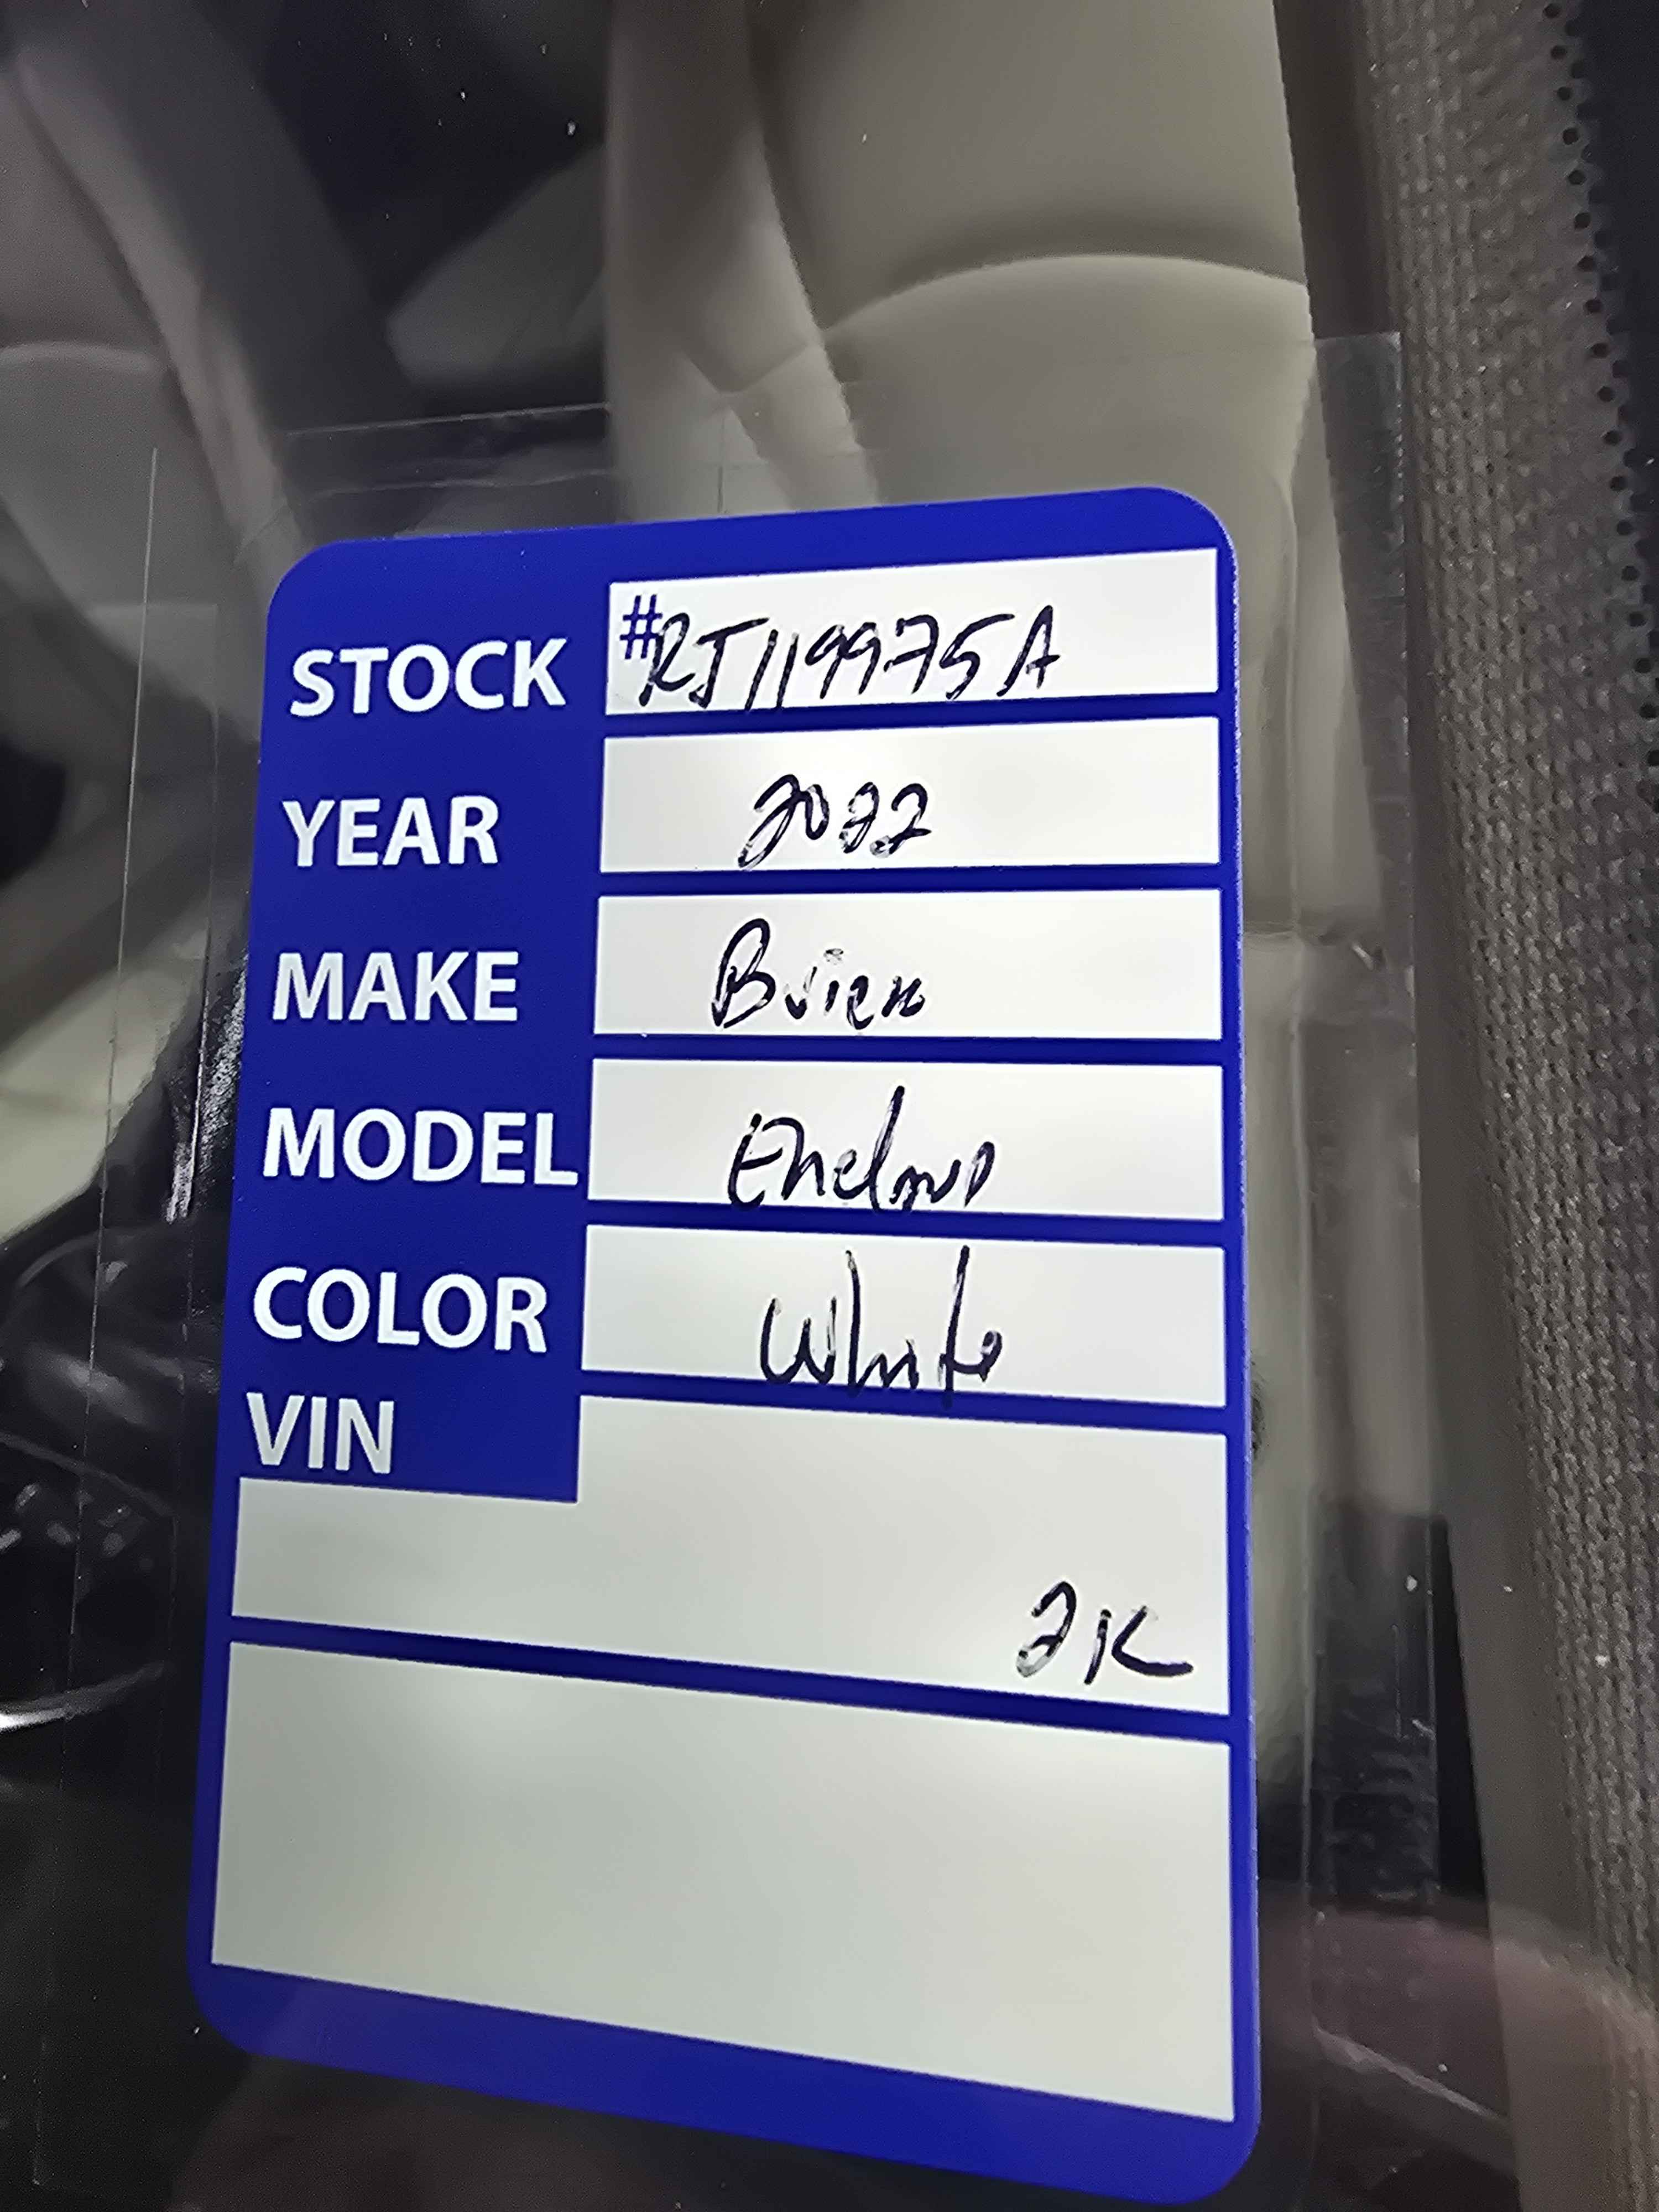 STOCK #RJ119975A
YEAR 2022
MAKE Buick
MODEL Enclave
COLOR White
VIN
2K